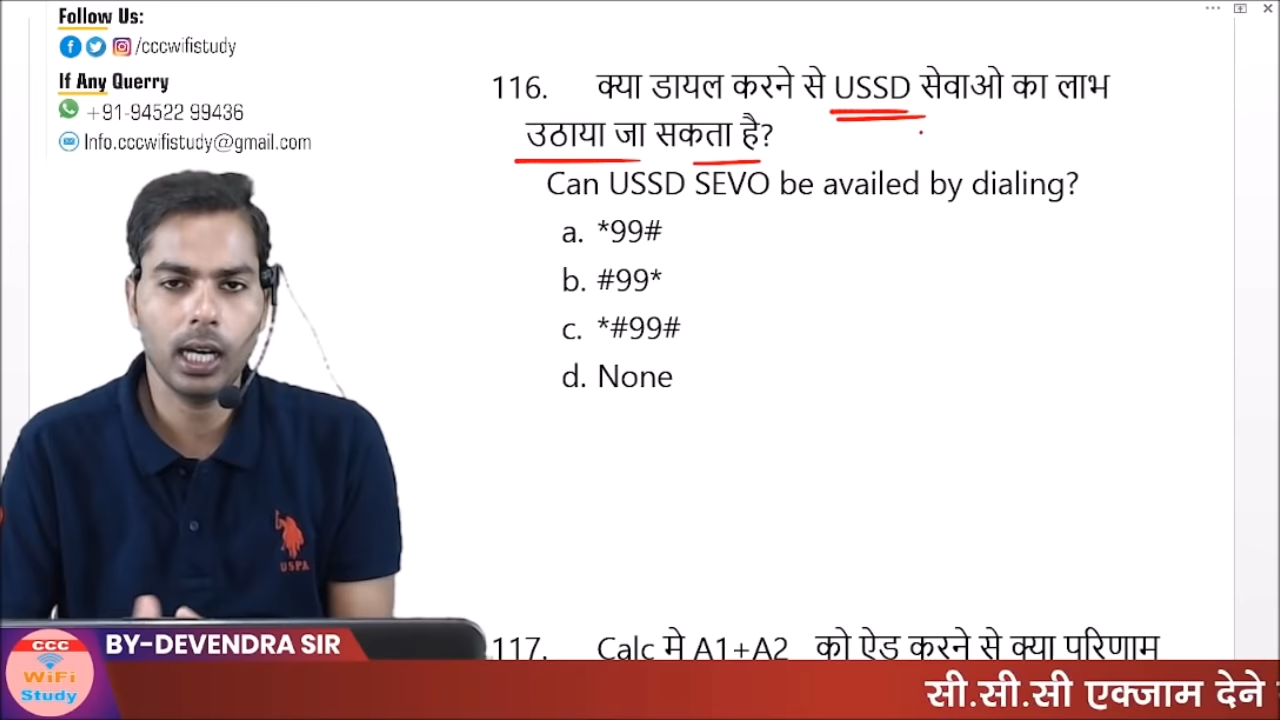 Follow Us:
/cccwifistudy
If Any Querry
+91-94522 99436
Info.cccwifistudy@gmail.com
116. क्या डायल करने से USSD सेवाओ का लाभ
उठाया जा सकता है?
Can USSD SEVO be availed by dialing?
a. *99#
b. #99*
c. *#99#
d. None
USPA
CCC
WiFi
Study
BY-DEVENDRA SIR
117. Calc मे A1+A2 को ऐड करने से क्या परिणाम
सी.सी.सी एक्जाम देने